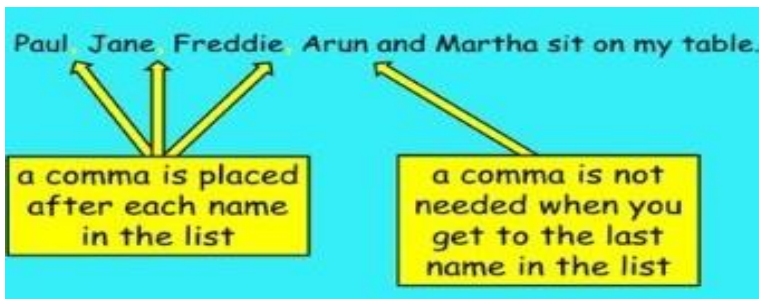 Paul, Jane, Freddie, Arun and Martha sit on my table.
a comma is placed
after each name
in the list
a comma is not
needed when you
get to the last
name in the list